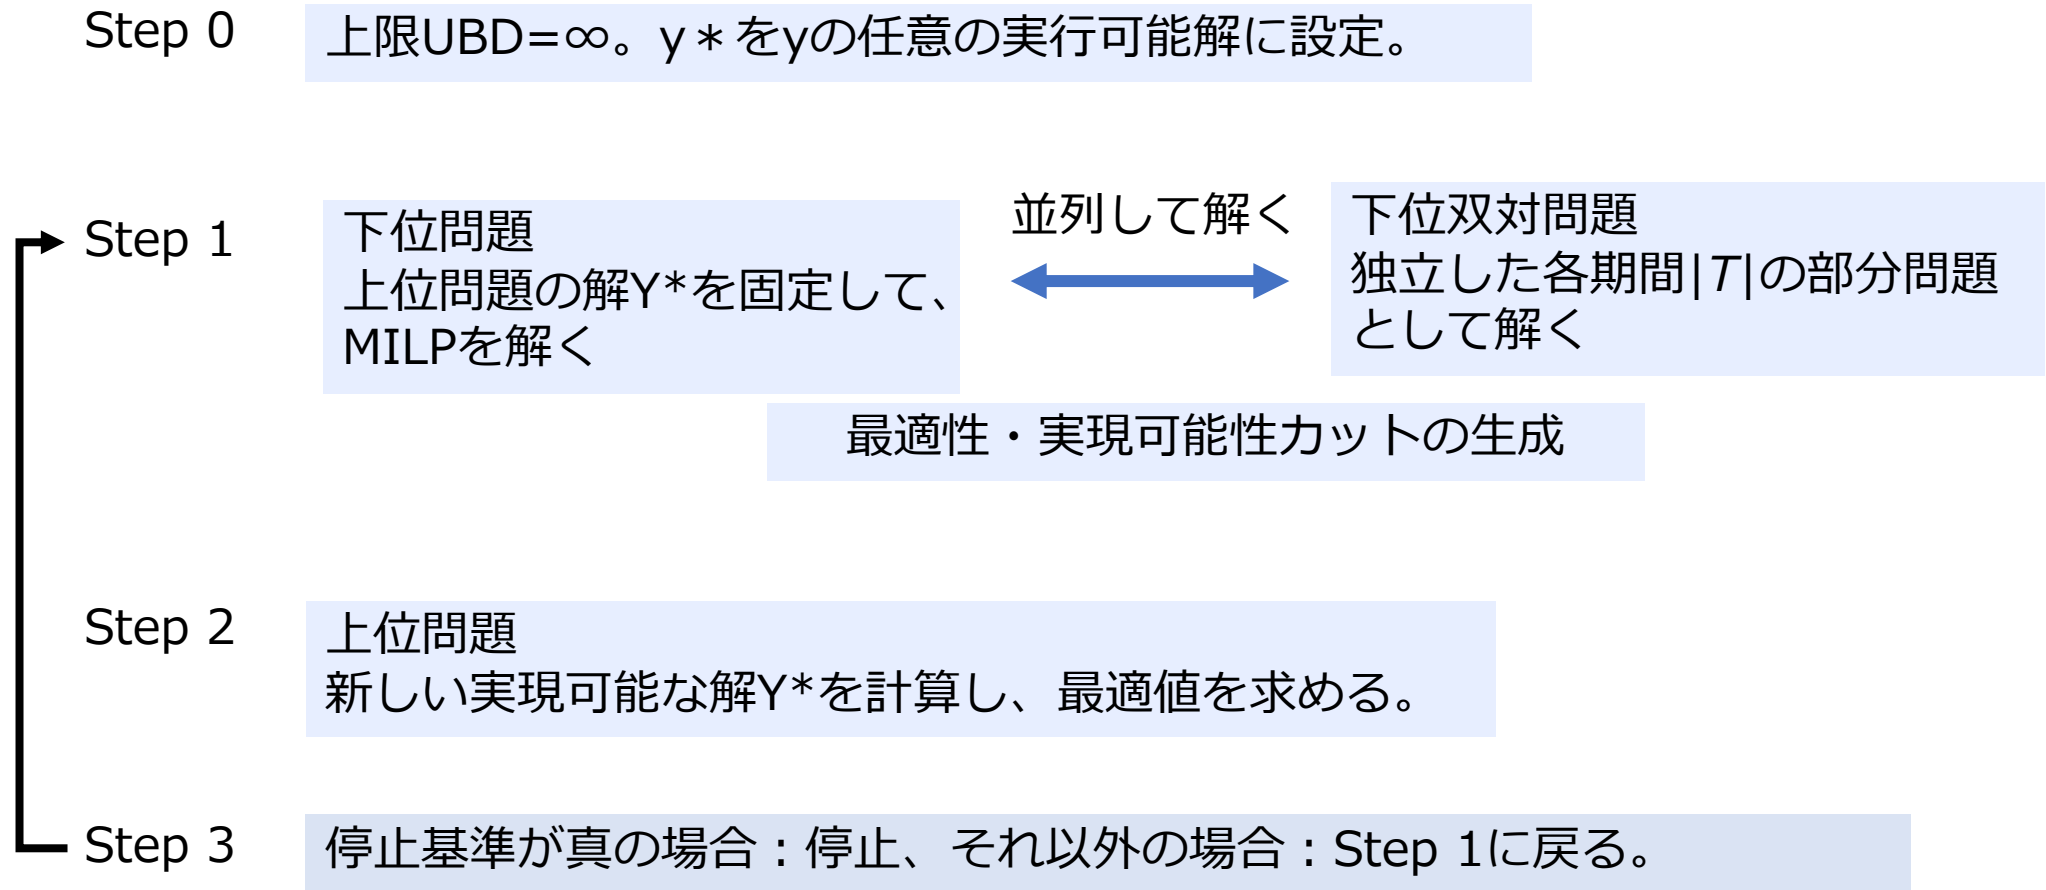 Step 0
上限UBD=∞。y＊をyの任意の実行可能解に設定。
Step 1
下位問題
上位問題の解Y*を固定して、
MILPを解く
並列して解く
下位双対問題
独立した各期間|T|の部分問題
として解く
最適性・実現可能性カットの生成
Step 2
上位問題
新しい実現可能な解Y*を計算し、最適値を求める。
Step 3
停止基準が真の場合：停止、それ以外の場合：Step 1に戻る。